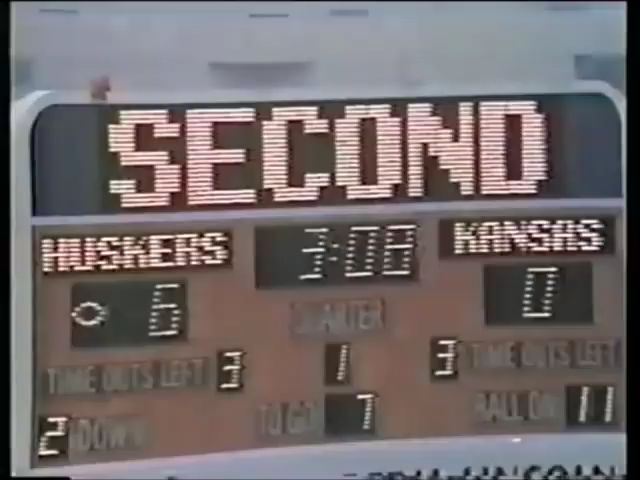 SECOND
HUSKERS 3:08 KANSAS
6 QUARTER 0
TIME OUTS LEFT 3 1 3 TIME OUTS LEFT
2 DOWN TO GO 7 BALL ON 11